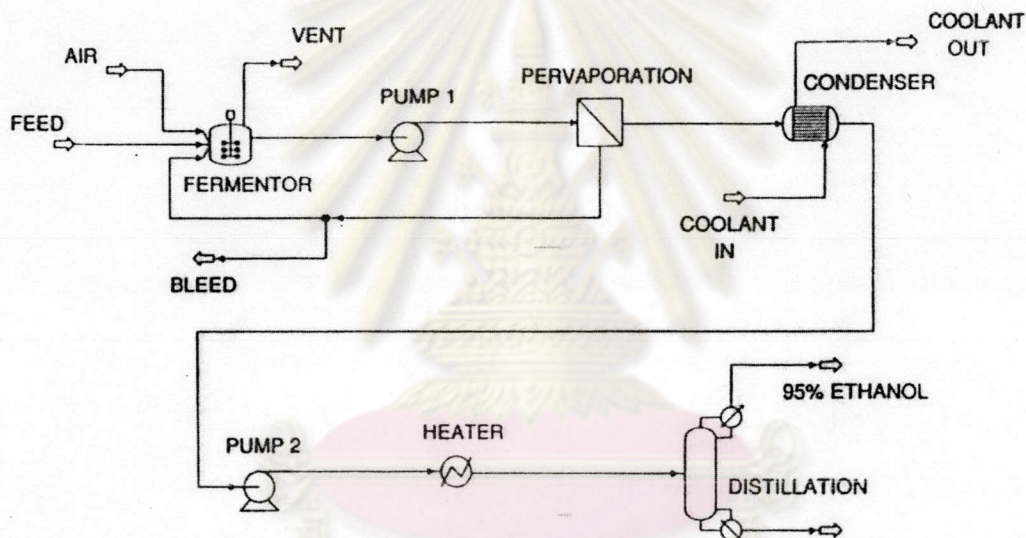 AIR
VENT
FEED
FERMENTOR
PUMP 1
PERVAPORATION
COOLANT
OUT
CONDENSER
COOLANT
IN
BLEED
PUMP 2
HEATER
95% ETHANOL
DISTILLATION